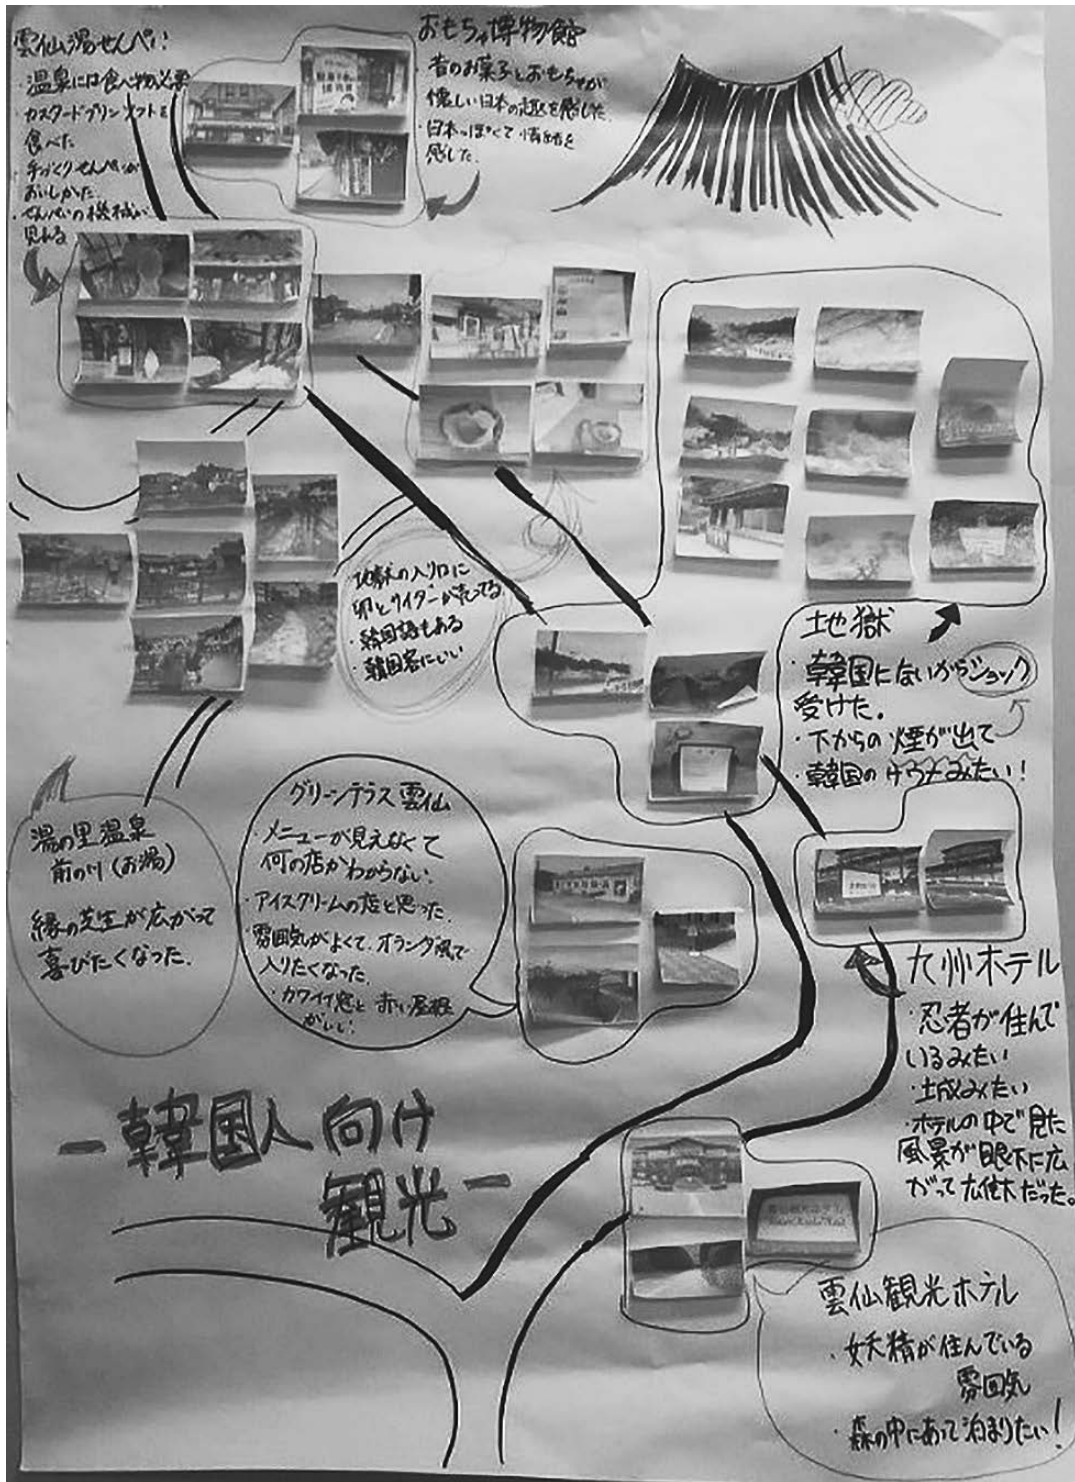 雲仙湯せんぺい
・温泉には食べ物必要
・カスタードプリンソフトを
食べた
・手づくりせんぺいが
おいしかった
・せんぺいの機械が
見れる
おもちゃ博物館
・昔のお菓子とおもちゃが
懐しい日本の趣を感した
・日本っぽくて情緒を
感した.
地獄の入り口に
卵とサイダーが売ってる
・韓国語もある
・韓国客にいい
地獄
・韓国にないからショック
受けた.
・下からの煙が出て
・韓国のサウナみたい!
湯の里温泉
前の川(お湯)
緑の芝生が広がって
喜びたくなった.
グリーンテラス雲仙
・メニューが見えなくて
何の店かわからない.
・アイスクリームの店と思った.
・雰囲気がよくて、オランダ風で
入りたくなった.
・カワイイ窓と赤い屋根
がいい
九州ホテル
・忍者が住んで
いるみたい
・ホテルの中で見た
風景が眼下に広
がって
だった。
ー韓国人向け
観光ー
雲仙観光ホテル
・妖精が住んでいる
雰囲気
・森の中にあって泊まりたい!